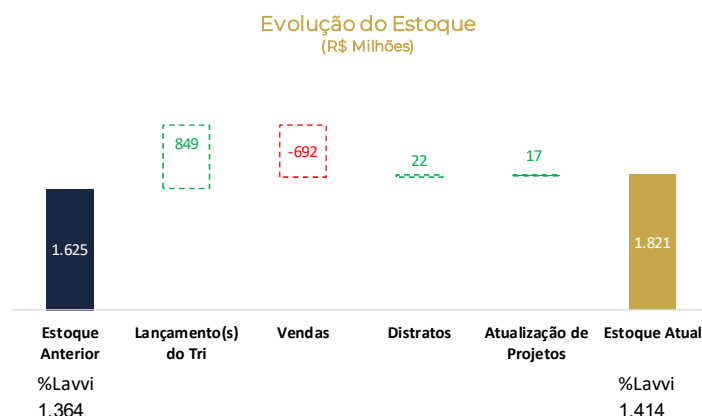 Evolução do Estoque
(R$ Milhões)
849
-692
22
17
1.625
1.821
Estoque Anterior
Lançamento(s) do Tri
Vendas
Distratos
Atualização de Projetos
Estoque Atual
%Lavvi
1.364
%Lavvi
1.414